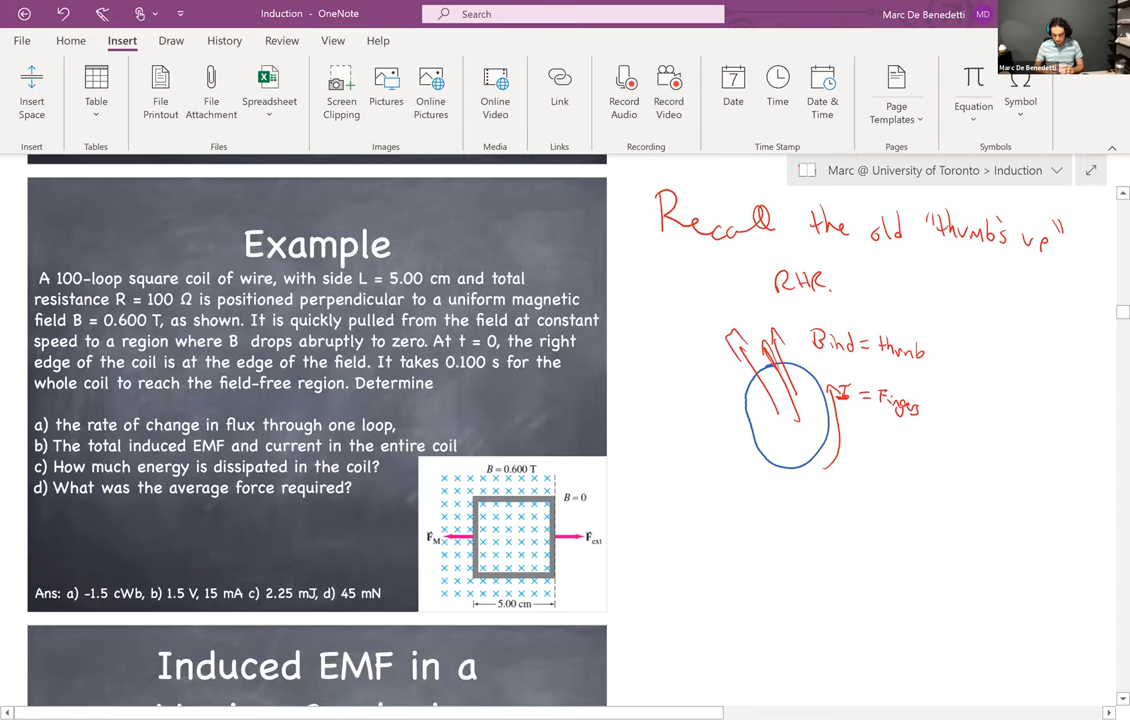 Induction - OneNote
Search
Marc De Benedetti
MD
Marc De Benedetti
File
Home
Insert
Draw
History
Review
View
Help
Insert Space
Table
File Printout
File Attachment
Spreadsheet
Screen Clipping
Pictures
Online Pictures
Online Video
Link
Record Audio
Record Video
Date
Time
Date & Time
Page Templates
Equation
Symbol
Insert
Tables
Files
Images
Media
Links
Recording
Time Stamp
Pages
Symbols
Marc @ University of Toronto > Induction
Example
A 100-loop square coil of wire, with side L = 5.00 cm and total
resistance R = 100 Ω is positioned perpendicular to a uniform magnetic
field B = 0.600 T, as shown. It is quickly pulled from the field at constant
speed to a region where B drops abruptly to zero. At t = 0, the right
edge of the coil is at the edge of the field. It takes 0.100 s for the
whole coil to reach the field-free region. Determine
a) the rate of change in flux through one loop,
b) The total induced EMF and current in the entire coil
c) How much energy is dissipated in the coil?
d) What was the average force required?
B = 0.600 T
B = 0
F M
F ext
5.00 cm
Ans: a) -1.5 cWb, b) 1.5 V, 15 mA c) 2.25 mJ, d) 45 mN
Induced EMF in a
Recall the old "thumb's up"
RHR.
Bind = thumb
I = Fingers